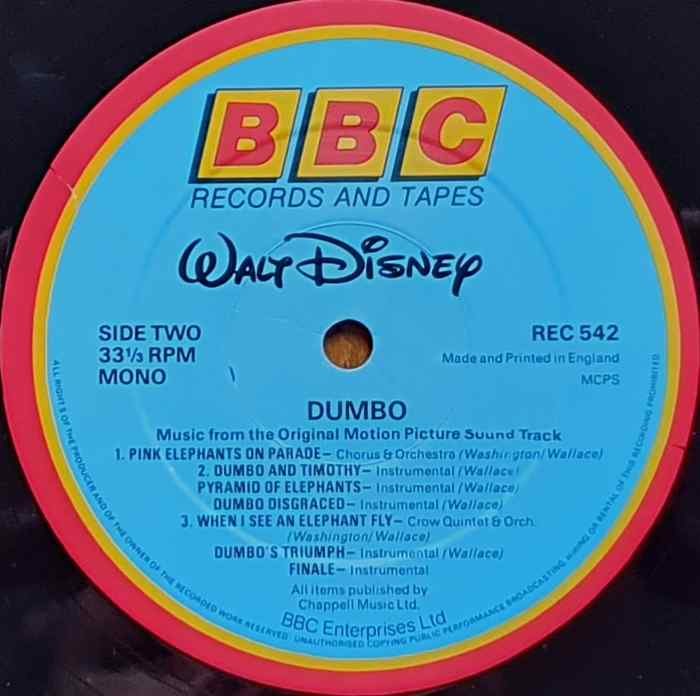 BBC
RECORDS AND TAPES
WALT DISNEY
SIDE TWO
33⅓ RPM
MONO
REC 542
Made and Printed in England
MCPS
DUMBO
Music from the Original Motion Picture Sound Track
1. PINK ELEPHANTS ON PARADE— Chorus & Orchestra (Washington/Wallace)
2. DUMBO AND TIMOTHY— Instrumental (Wallace)
PYRAMID OF ELEPHANTS— Instrumental (Wallace)
DUMBO DISGRACED— Instrumental (Wallace)
3. WHEN I SEE AN ELEPHANT FLY— Crow Quintet & Orch.
(Washington/Wallace)
DUMBO'S TRIUMPH— Instrumental (Wallace)
FINALE— Instrumental
All items published by
Chappell Music Ltd.
BBC Enterprises Ltd
ALL RIGHTS OF THE PRODUCER AND OF THE OWNER OF THE RECORDED WORK RESERVED. UNAUTHORISED COPYING PUBLIC PERFORMANCE BROADCASTING, HIRING OR RENTAL OF THIS RECORDING PROHIBITED.